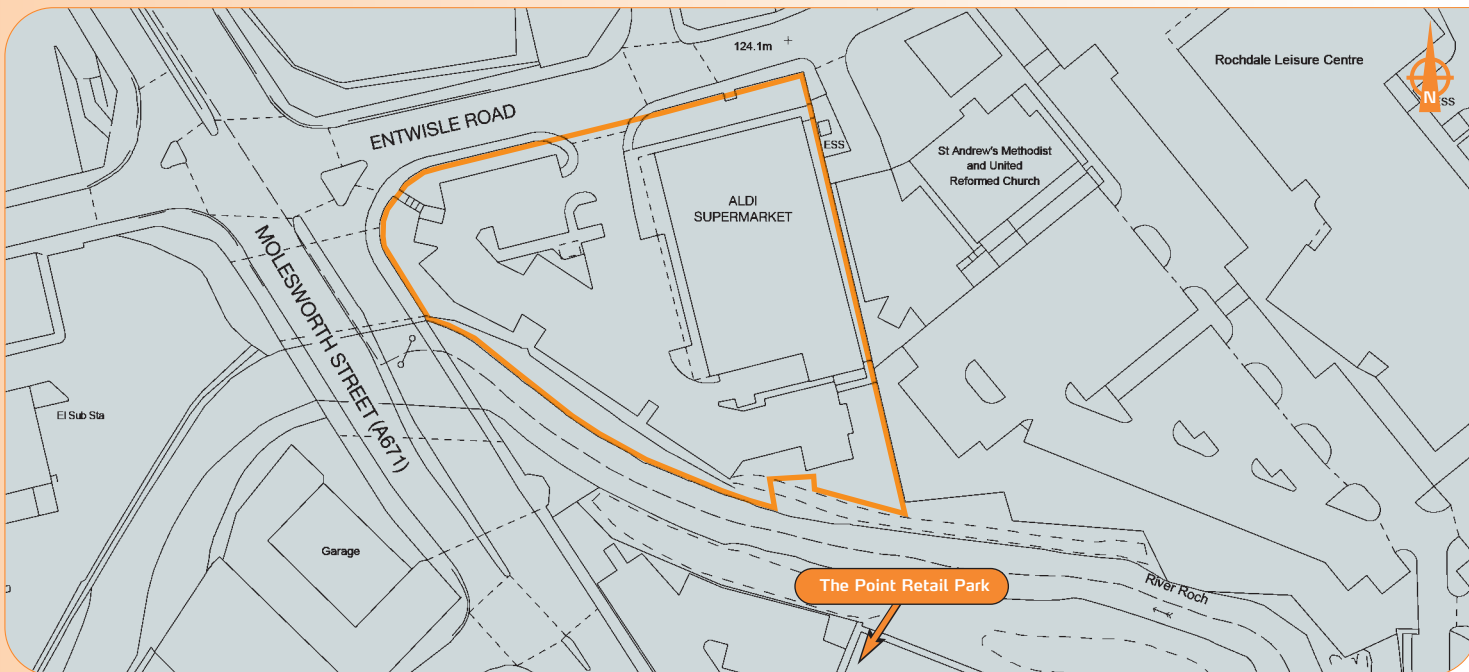 124.1m
Rochdale Leisure Centre
N
SS
ENTWISLE ROAD
ESS
St Andrew's Methodist
and United
Reformed Church
ALDI
SUPERMARKET
MOLESWORTH STREET (A671)
El Sub Sta
Garage
The Point Retail Park
River Roch